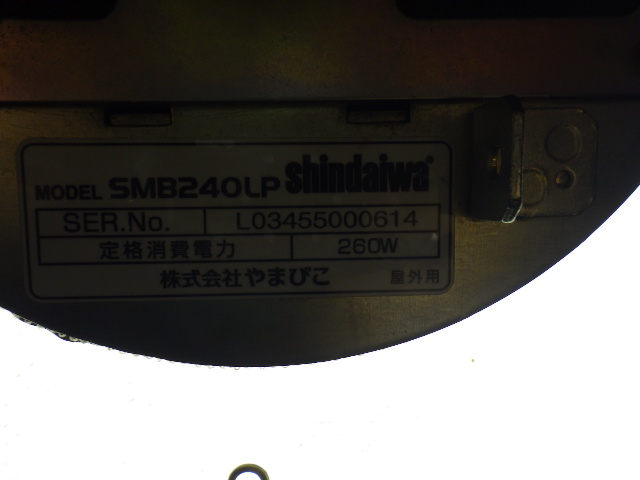 MODEL SMB240LP shindaiwa
SER.No. L03455000614
定格消費電力 260W
株式会社やまびこ 屋外用